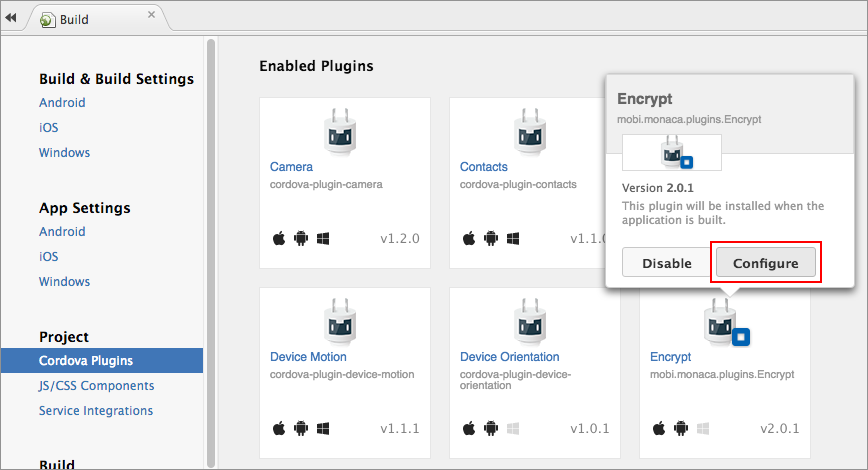 Build
Build & Build Settings
Android
iOS
Windows
App Settings
Android
iOS
Windows
Project
Cordova Plugins
JS/CSS Components
Service Integrations
Build
Enabled Plugins
Camera
cordova-plugin-camera
v1.2.0
Contacts
cordova-plugin-contacts
v1.1.0
Encrypt
mobi.monaca.plugins.Encrypt
Version 2.0.1
This plugin will be installed when the
application is built.
Disable
Configure
Device Motion
cordova-plugin-device-motion
v1.1.1
Device Orientation
cordova-plugin-device-
orientation
v1.0.1
Encrypt
mobi.monaca.plugins.Encrypt
v2.0.1